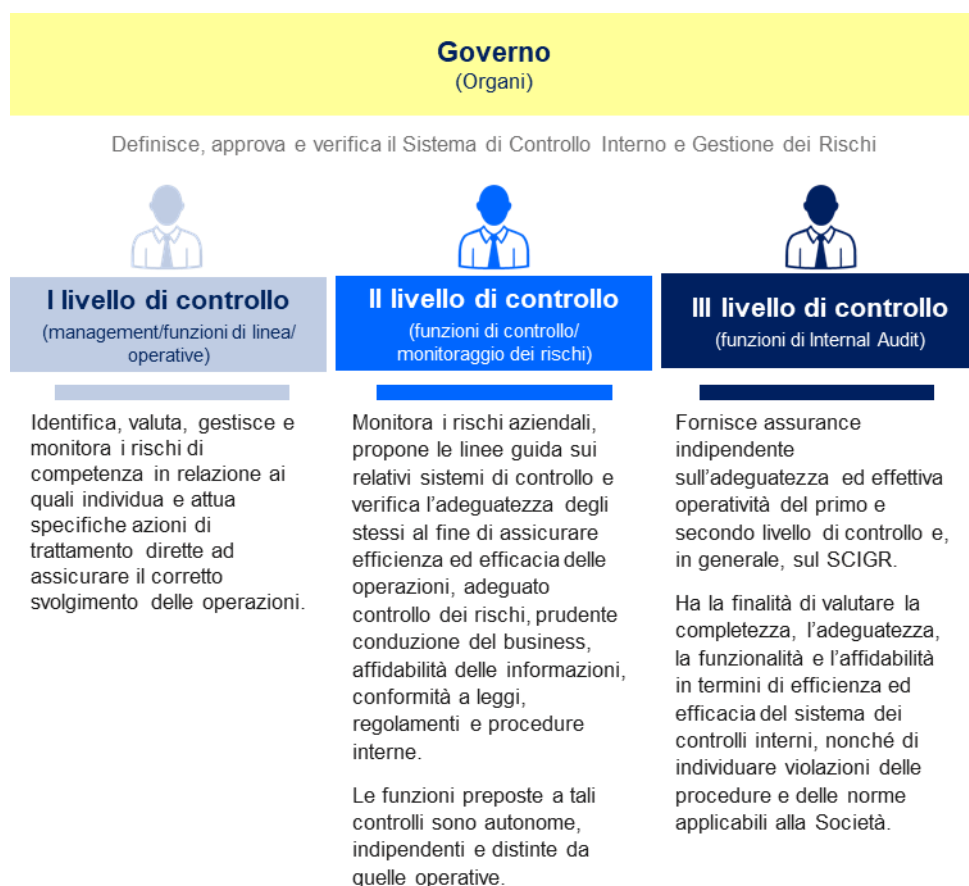 Governo
(Organi)
Definisce, approva e verifica il Sistema di Controllo Interno e Gestione dei Rischi
I livello di controllo
(management/funzioni di linea/
operative)
Identifica, valuta, gestisce e
monitora i rischi di
competenza in relazione ai
quali individua e attua
specifiche azioni di
trattamento dirette ad
assicurare il corretto
svolgimento delle operazioni.
II livello di controllo
(funzioni di controllo/
monitoraggio dei rischi)
Monitora i rischi aziendali,
propone le linee guida sui
relativi sistemi di controllo e
verifica l'adeguatezza degli
stessi al fine di assicurare
efficienza ed efficacia delle
operazioni, adeguato
controllo dei rischi, prudente
conduzione del business,
affidabilità delle informazioni,
conformità a leggi,
regolamenti e procedure
interne.
Le funzioni preposte a tali
controlli sono autonome,
indipendenti e distinte da
quelle operative.
III livello di controllo
(funzioni di Internal Audit)
Fornisce assurance
indipendente
sull'adeguatezza ed effettiva
operatività del primo e
secondo livello di controllo e,
in generale, sul SCIGR.
Ha la finalità di valutare la
completezza, l'adeguatezza,
la funzionalità e l'affidabilità
in termini di efficienza ed
efficacia del sistema dei
controlli interni, nonché di
individuare violazioni delle
procedure e delle norme
applicabili alla Società.